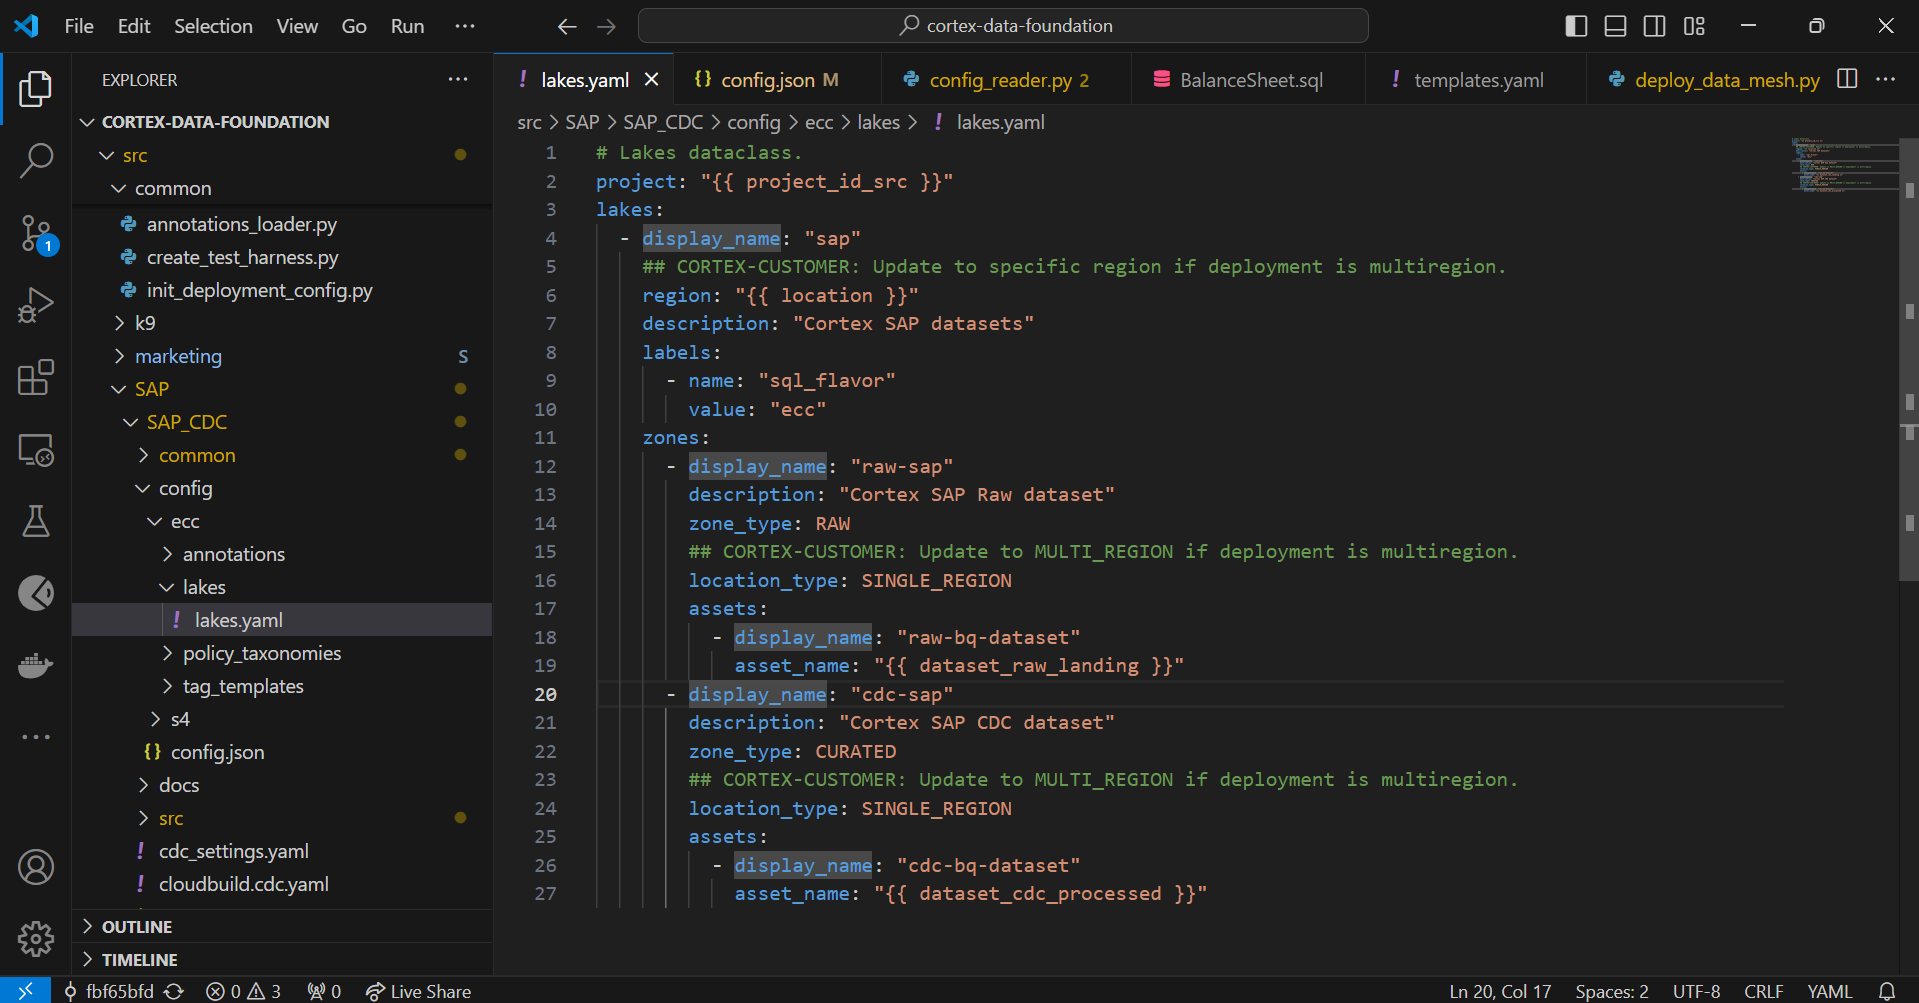 File Edit Selection View Go Run ··· cortex-data-foundation
EXPLORER ···
lakes.yaml config.json M config_reader.py 2 BalanceSheet.sql templates.yaml deploy_data_mesh.py ···
CORTEX-DATA-FOUNDATION
src
common
annotations_loader.py
create_test_harness.py
init_deployment_config.py
k9
marketing S
SAP
SAP_CDC
common
config
ecc
annotations
lakes
lakes.yaml
policy_taxonomies
tag_templates
s4
config.json
docs
src
cdc_settings.yaml
cloudbuild.cdc.yaml
OUTLINE
TIMELINE
1
src > SAP > SAP_CDC > config > ecc > lakes > ! lakes.yaml
1 # Lakes dataclass.
2 project: "{{ project_id_src }}"
3 lakes:
4 - display_name: "sap"
5 ## CORTEX-CUSTOMER: Update to specific region if deployment is multiregion.
6 region: "{{ location }}"
7 description: "Cortex SAP datasets"
8 labels:
9 - name: "sql_flavor"
10 value: "ecc"
11 zones:
12 - display_name: "raw-sap"
13 description: "Cortex SAP Raw dataset"
14 zone_type: RAW
15 ## CORTEX-CUSTOMER: Update to MULTI_REGION if deployment is multiregion.
16 location_type: SINGLE_REGION
17 assets:
18 - display_name: "raw-bq-dataset"
19 asset_name: "{{ dataset_raw_landing }}"
20 - display_name: "cdc-sap"
21 description: "Cortex SAP CDC dataset"
22 zone_type: CURATED
23 ## CORTEX-CUSTOMER: Update to MULTI_REGION if deployment is multiregion.
24 location_type: SINGLE_REGION
25 assets:
26 - display_name: "cdc-bq-dataset"
27 asset_name: "{{ dataset_cdc_processed }}"
fbf65bfd 0 3 0 Live Share Ln 20, Col 17 Spaces: 2 UTF-8 CRLF YAML